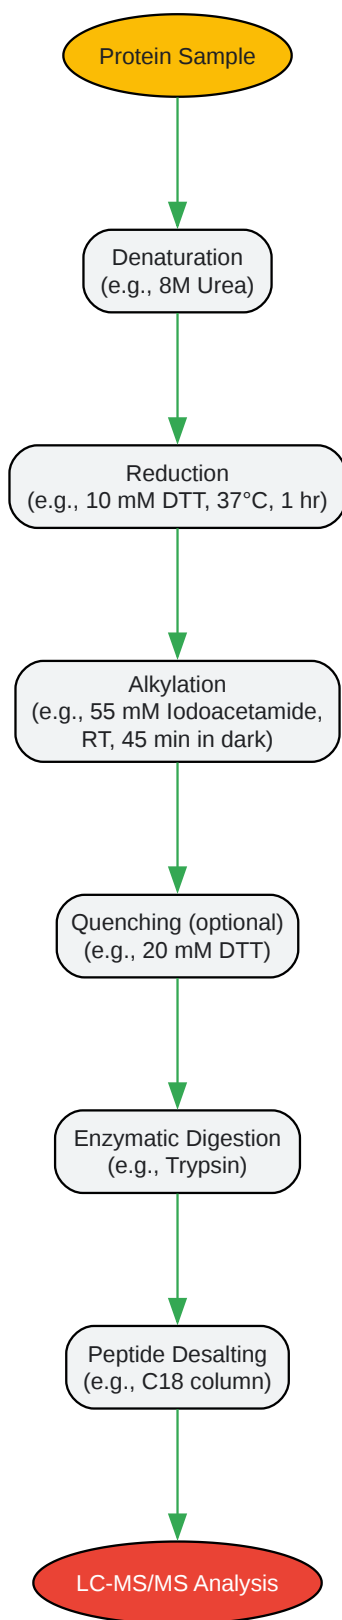 Protein Sample
Denaturation
(e.g., 8M Urea)
Reduction
(e.g., 10 mM DTT, 37°C, 1 hr)
Alkylation
(e.g., 55 mM Iodoacetamide,
RT, 45 min in dark)
Quenching (optional)
(e.g., 20 mM DTT)
Enzymatic Digestion
(e.g., Trypsin)
Peptide Desalting
(e.g., C18 column)
LC-MS/MS Analysis